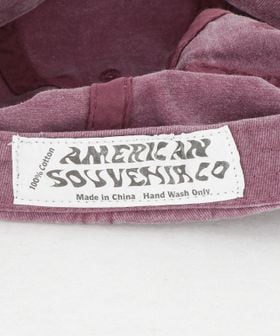 100% Cotton
AMERICAN
SOUVENIR CO
Made in China Hand Wash Only.